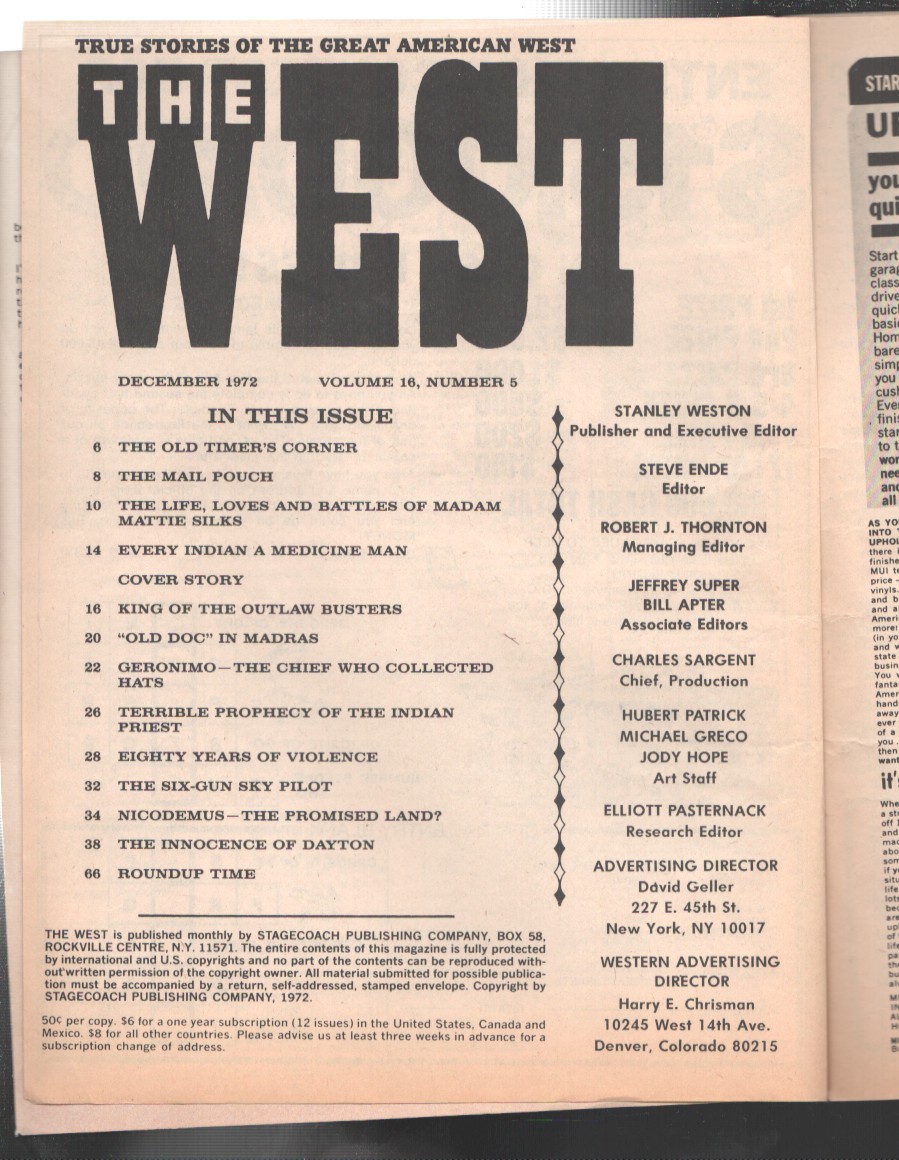 TRUE STORIES OF THE GREAT AMERICAN WEST
THE
WEST
DECEMBER 1972 VOLUME 16, NUMBER 5
IN THIS ISSUE
6 THE OLD TIMER'S CORNER
8 THE MAIL POUCH
10 THE LIFE, LOVES AND BATTLES OF MADAM
MATTIE SILKS
14 EVERY INDIAN A MEDICINE MAN
COVER STORY
16 KING OF THE OUTLAW BUSTERS
20 “OLD DOC” IN MADRAS
22 GERONIMO—THE CHIEF WHO COLLECTED
HATS
26 TERRIBLE PROPHECY OF THE INDIAN
PRIEST
28 EIGHTY YEARS OF VIOLENCE
32 THE SIX-GUN SKY PILOT
34 NICODEMUS—THE PROMISED LAND?
38 THE INNOCENCE OF DAYTON
66 ROUNDUP TIME
THE WEST is published monthly by STAGECOACH PUBLISHING COMPANY, BOX 58,
ROCKVILLE CENTRE, N.Y. 11571. The entire contents of this magazine is fully protected
by international and U.S. copyrights and no part of the contents can be reproduced with-
out written permission of the copyright owner. All material submitted for possible publica-
tion must be accompanied by a return, self-addressed, stamped envelope. Copyright by
STAGECOACH PUBLISHING COMPANY, 1972.
50¢ per copy. $6 for a one year subscription (12 issues) in the United States, Canada and
Mexico. $8 for all other countries. Please advise us at least three weeks in advance for a
subscription change of address.
STANLEY WESTON
Publisher and Executive Editor
STEVE ENDE
Editor
ROBERT J. THORNTON
Managing Editor
JEFFREY SUPER
BILL APTER
Associate Editors
CHARLES SARGENT
Chief, Production
HUBERT PATRICK
MICHAEL GRECO
JODY HOPE
Art Staff
ELLIOTT PASTERNACK
Research Editor
ADVERTISING DIRECTOR
David Geller
227 E. 45th St.
New York, NY 10017
WESTERN ADVERTISING
DIRECTOR
Harry E. Chrisman
10245 West 14th Ave.
Denver, Colorado 80215